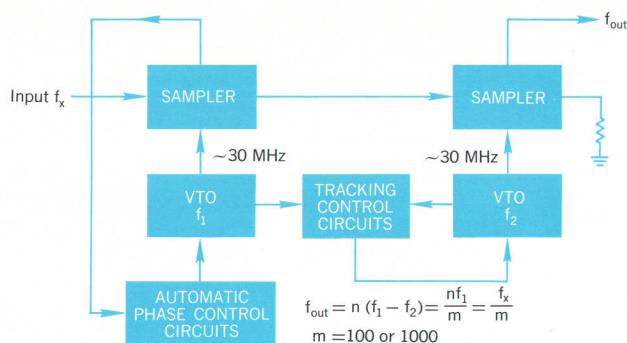 f_out
Input f_x
SAMPLER
SAMPLER
~30 MHz
~30 MHz
VTO
f_1
TRACKING
CONTROL
CIRCUITS
VTO
f_2
AUTOMATIC
PHASE CONTROL
CIRCUITS
f_out = n (f_1 − f_2) = nf_1/m = f_x/m
m = 100 or 1000